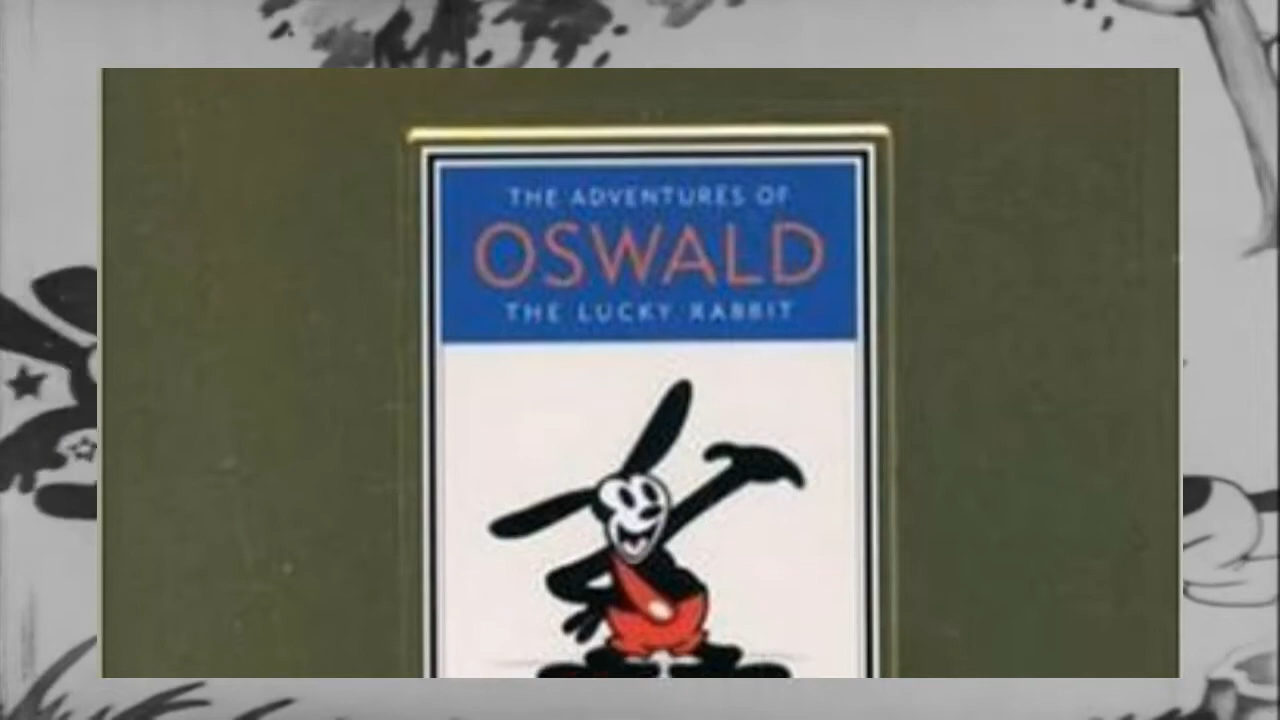 THE ADVENTURES OF
OSWALD
THE LUCKY RABBIT